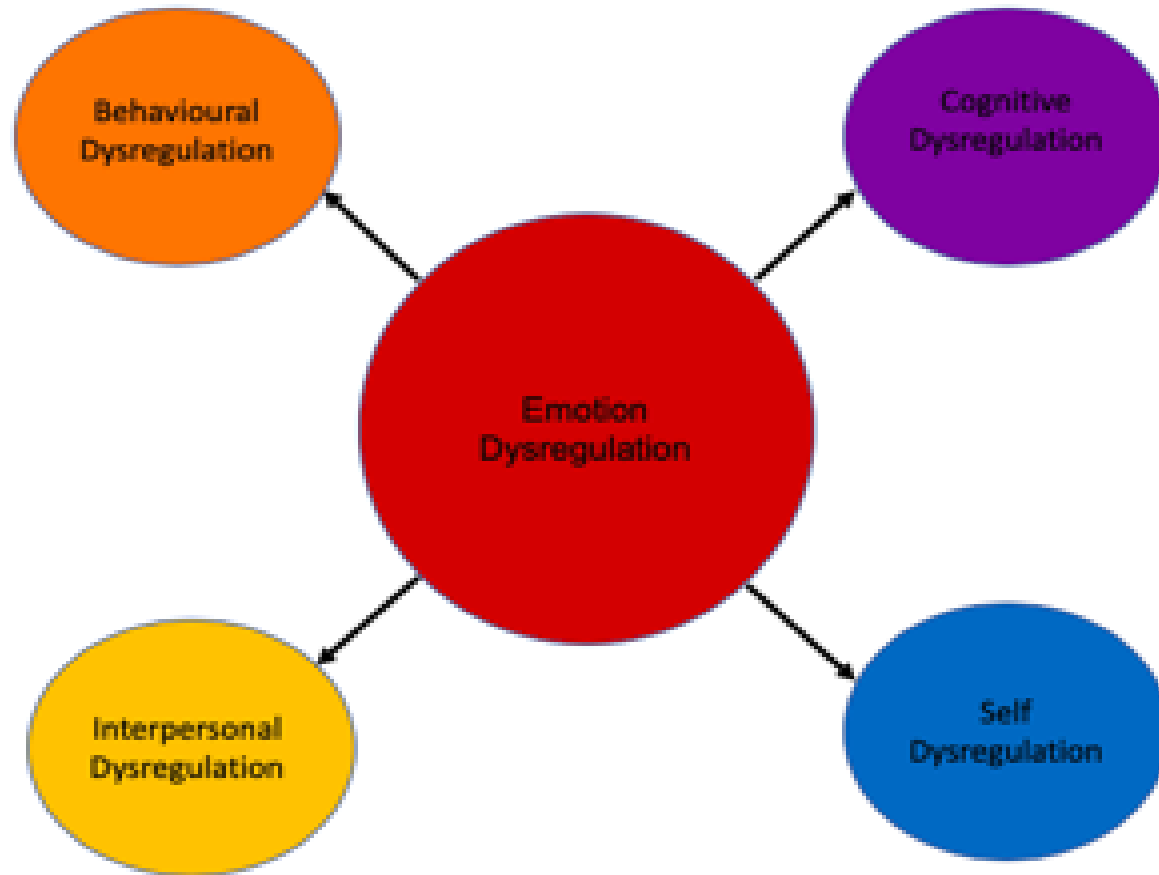 Behavioural
Dysregulation
Cognitive
Dysregulation
Emotion
Dysregulation
Interpersonal
Dysregulation
Self
Dysregulation